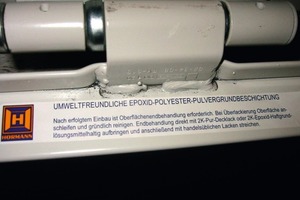 HÖRMANN
UMWELTFREUNDLICHE EPOXID-POLYESTER-PULVERGRUNDBESCHICHTUNG
Nach erfolgtem Einbau ist Oberflächenendbehandlung erforderlich. Bei Überlackierung Oberfläche an-
schleifen und gründlich reinigen. Endbehandlung direkt mit 2K-Pur-Decklack oder 2K-Epoxid-Haftgrund-
lösungsmittelhaltig aufbringen und anschließend mit handelsüblichen Lacken streichen.